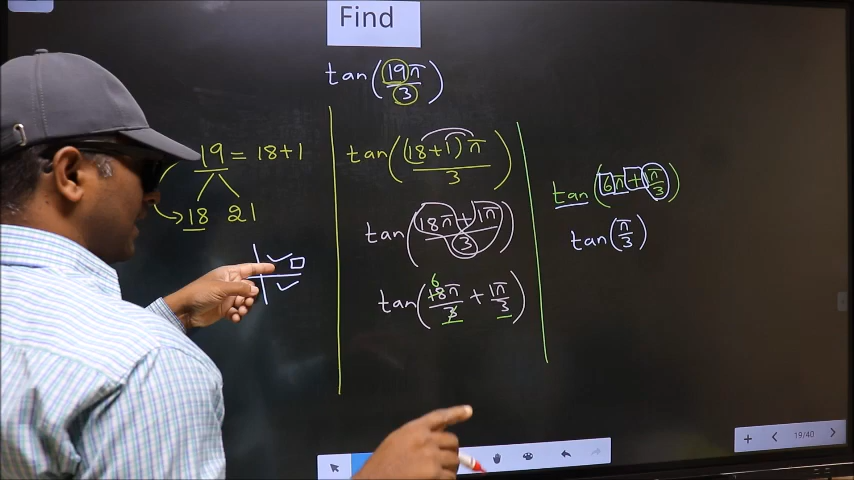 Find
tan(19π/3)
19 = 18+1
18 21
tan((18+1)π/3)
tan((18π+1π)/3)
6
tan(18π/3 + 1π/3)
tan(6π+1π/3)
tan(π/3)
19/40